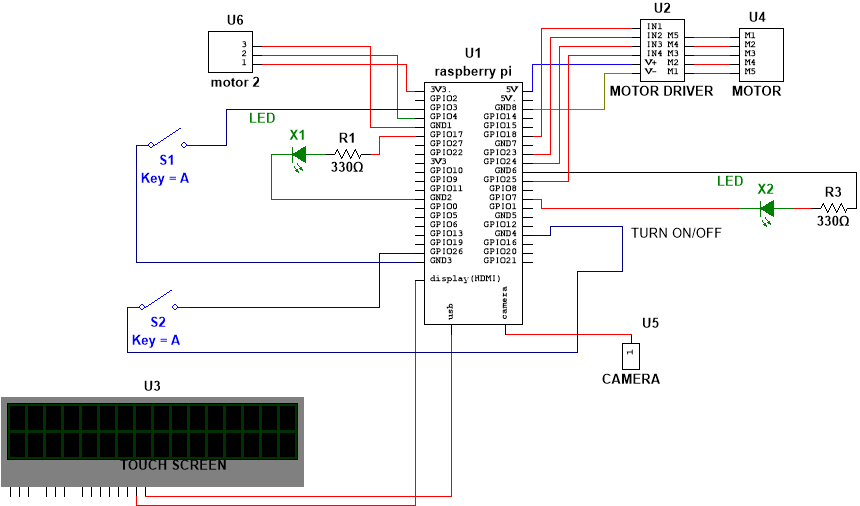 U6
3
2
1
motor 2
U1
raspberry pi
U2
IN1
IN2 M5
IN3 M4
IN4 M3
V+ M2
V- M1
MOTOR DRIVER
U4
M1
M2
M3
M4
M5
MOTOR
3V3.
GPIO2
GPIO3
GPIO4
GND1
GPIO17
GPIO27
GPIO22
3V3
GPIO10
GPIO9
GPIO11
GND2
GPIO0
GPIO5
GPIO6
GPIO13
GPIO19
GPIO26
GND3
display(HDMI)
usb
camera
5V
5V.
GND8
GPIO14
GPIO15
GPIO18
GND7
GPIO23
GPIO24
GND6
GPIO25
GPIO8
GPIO7
GPIO1
GND5
GPIO12
GND4
GPIO16
GPIO20
GPIO21
LED
X1
R1
330Ω
S1
Key = A
LED
X2
R3
330Ω
TURN ON/OFF
S2
Key = A
U5
1
CAMERA
U3
TOUCH SCREEN